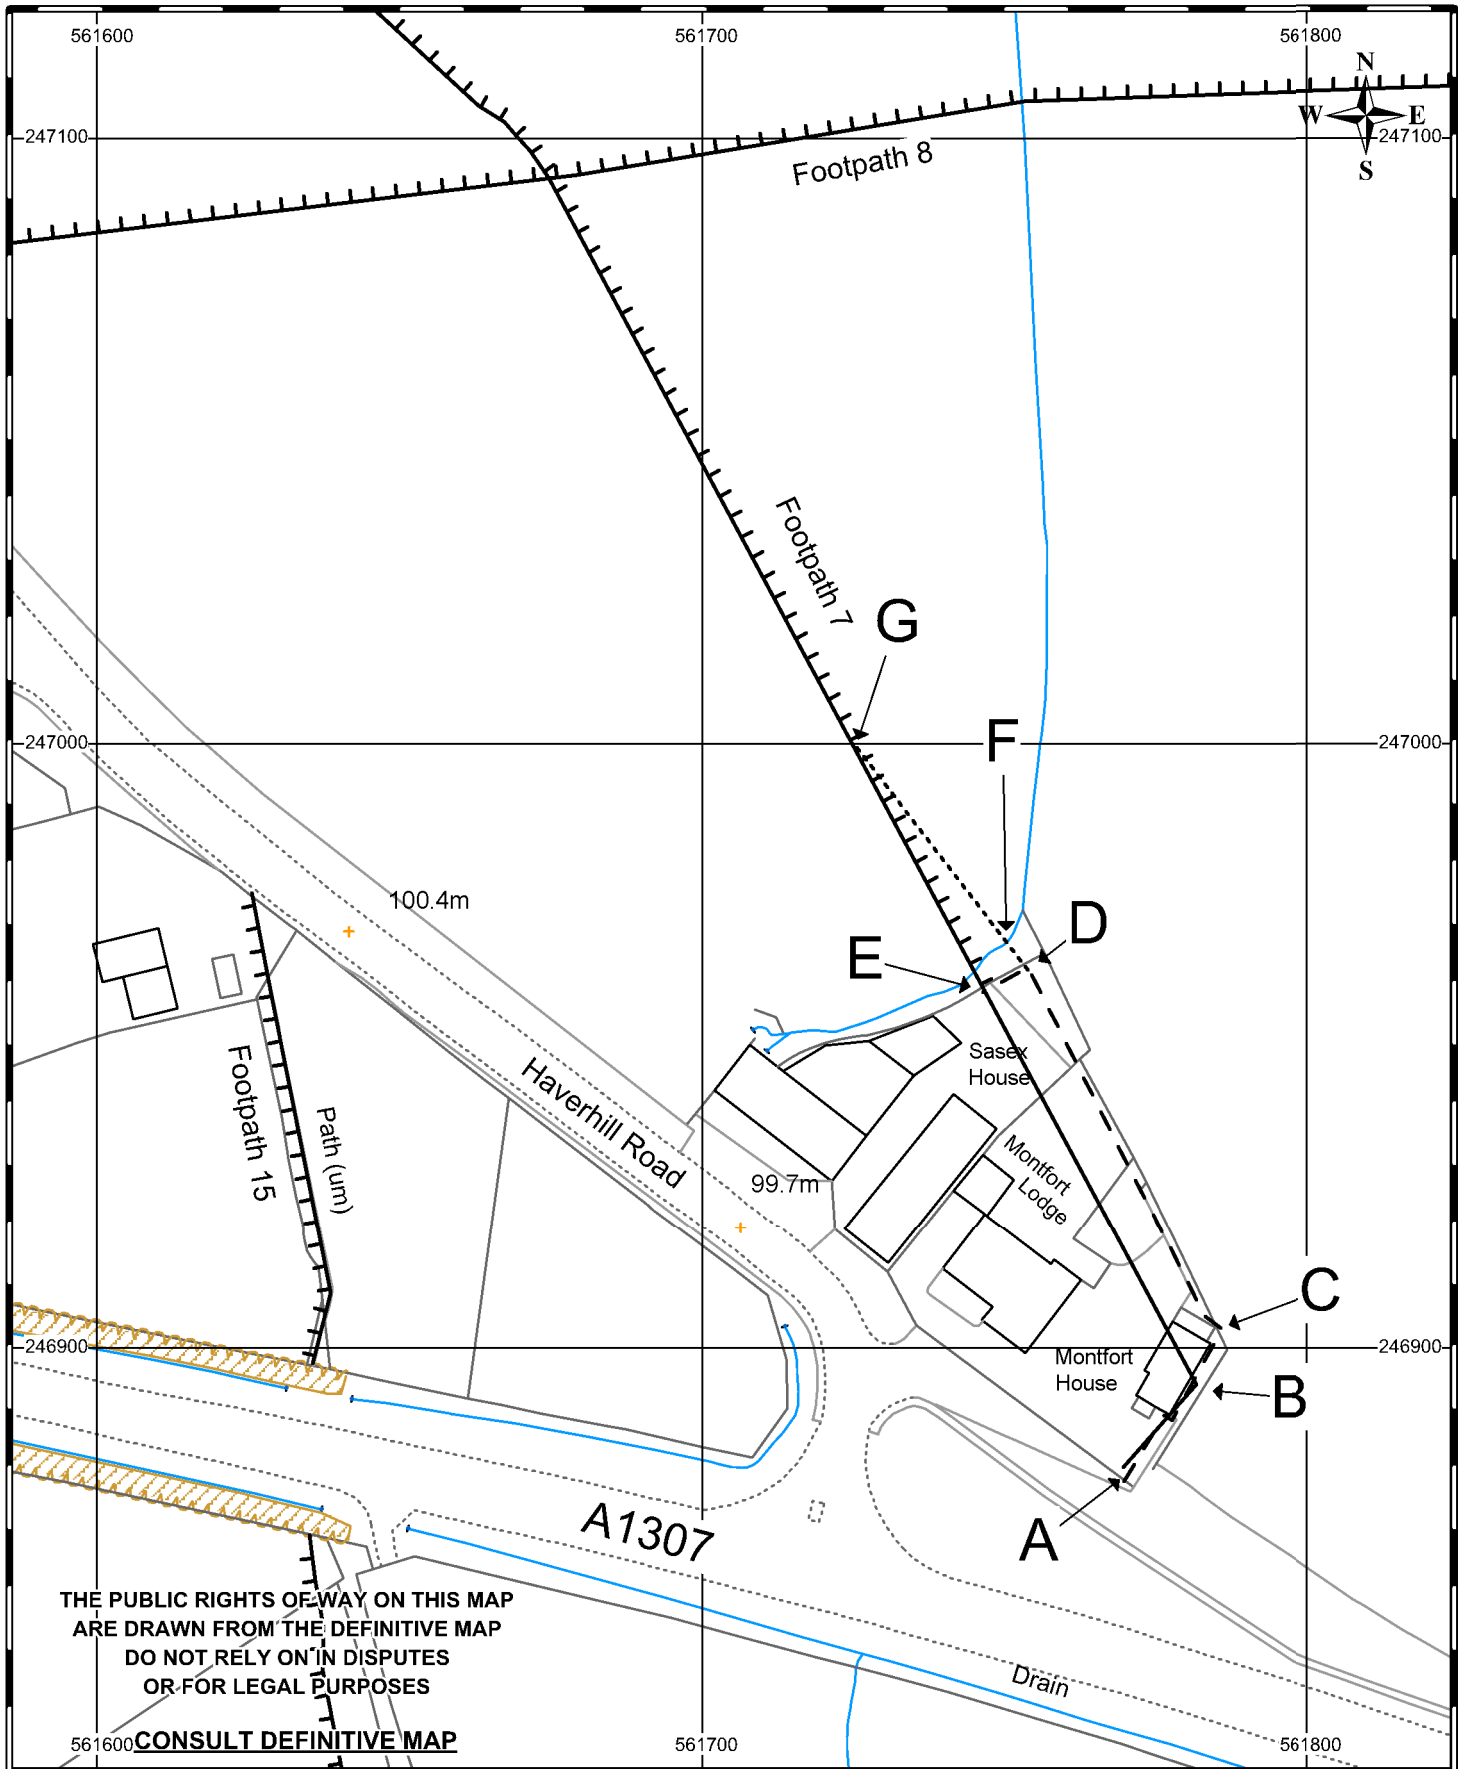 561600
561700
561800
N
W
E
S
247100
247100
Footpath 8
Footpath 7
G
247000
247000
F
D
E
100.4m
Sasex
House
Footpath 15
Path (um)
Haverhill Road
99.7m
Montfort
Lodge
C
246900
246900
Montfort
House
B
A
A1307
Drain
THE PUBLIC RIGHTS OF WAY ON THIS MAP
ARE DRAWN FROM THE DEFINITIVE MAP
DO NOT RELY ON IN DISPUTES
OR FOR LEGAL PURPOSES
CONSULT DEFINITIVE MAP
561600
561700
561800